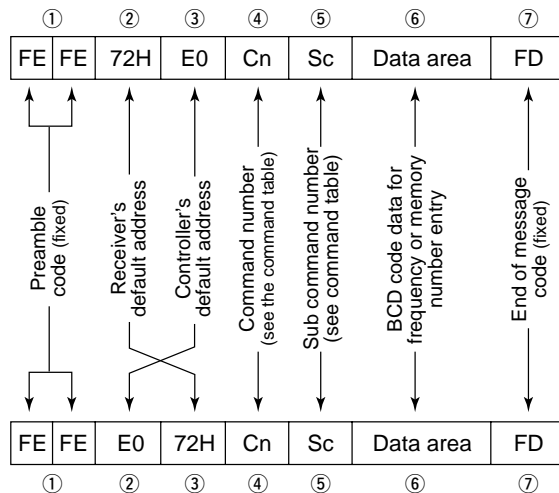 ① ② ③ ④ ⑤ ⑥ ⑦
FE FE 72H E0 Cn Sc Data area FD
Preamble
code (fixed)
Receiver's
default address
Controller's
default address
Command number
(see the command table)
Sub command number
(see command table)
BCD code data for
frequency or memory
number entry
End of message
code (fixed)
FE FE E0 72H Cn Sc Data area FD
① ② ③ ④ ⑤ ⑥ ⑦